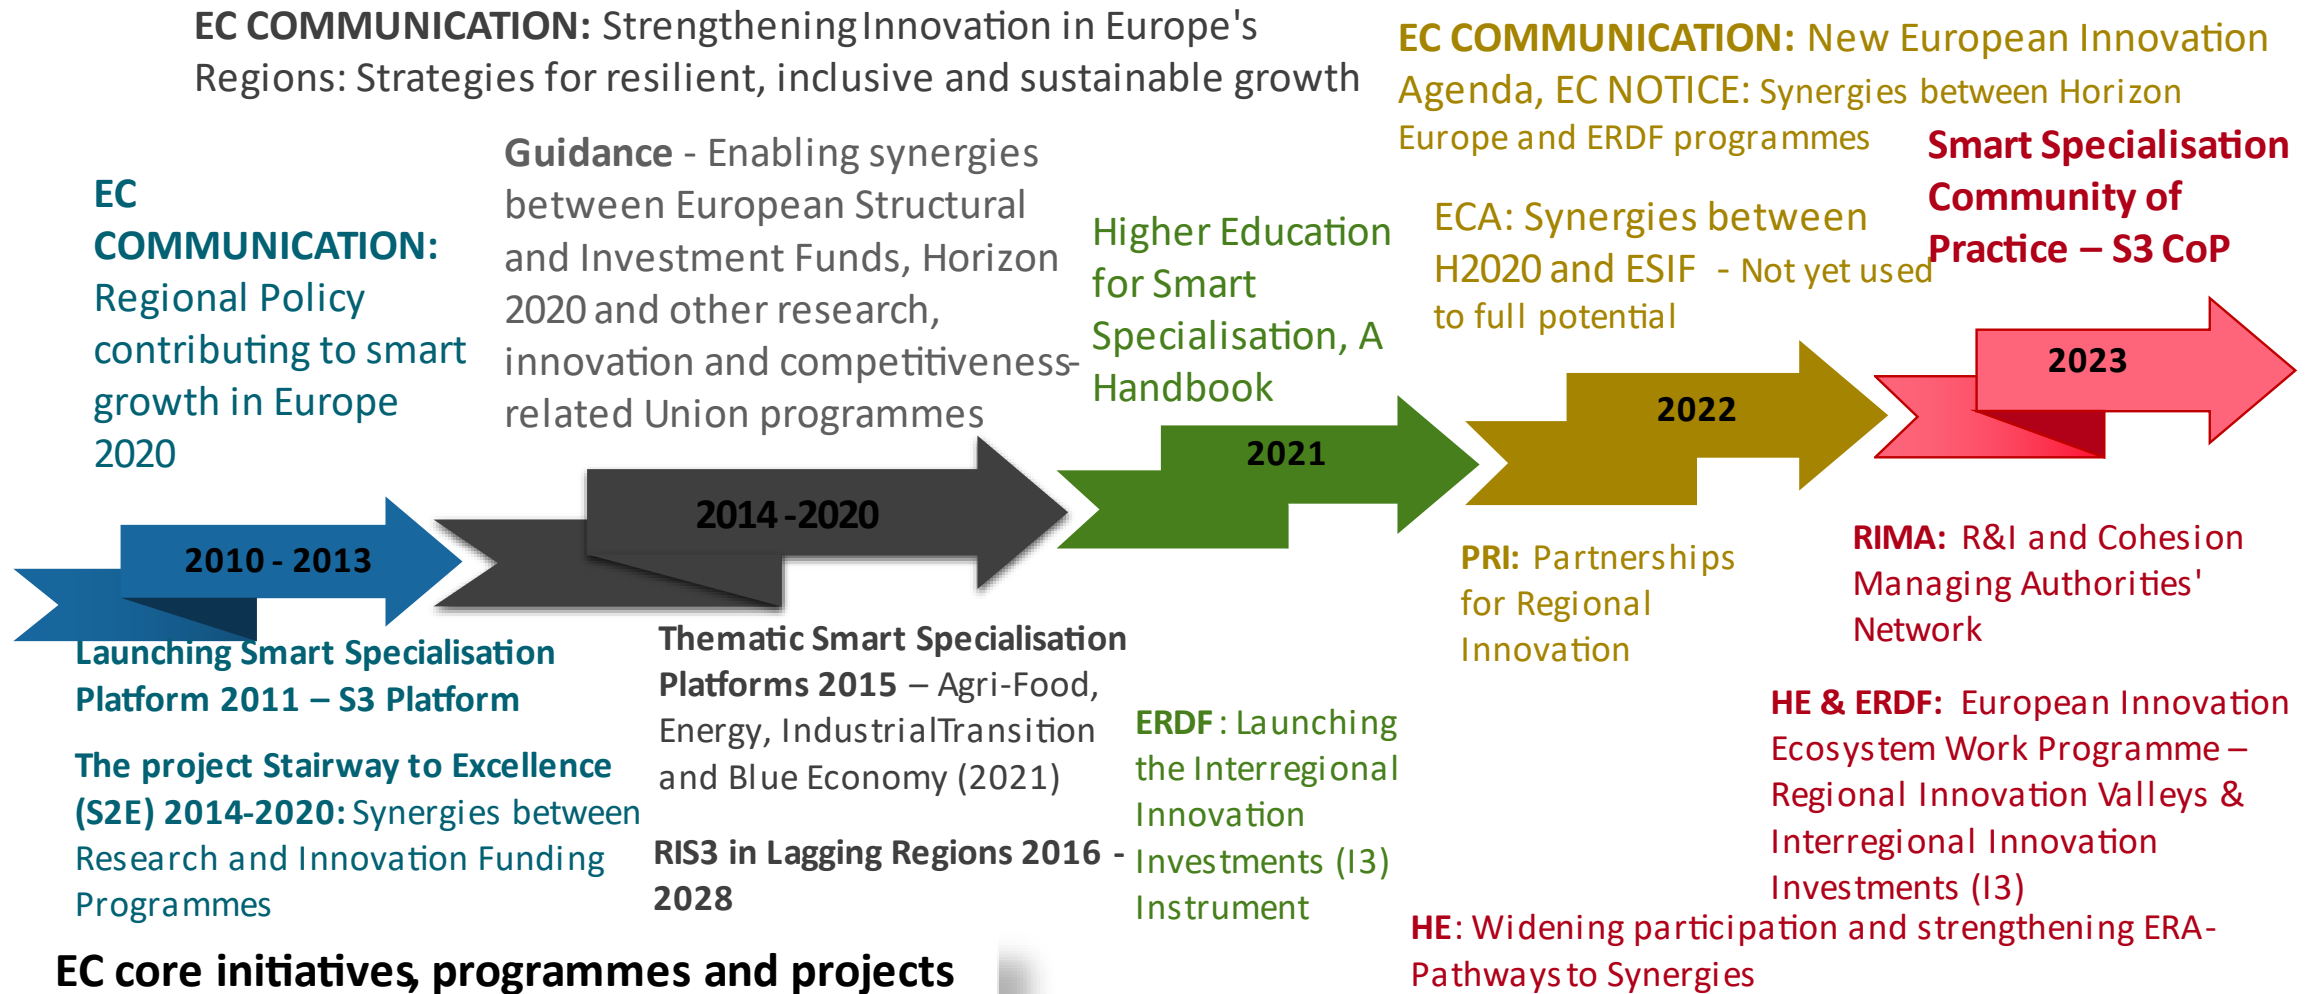 EC COMMUNICATION: Strengthening Innovation in Europe's
Regions: Strategies for resilient, inclusive and sustainable growth
EC COMMUNICATION: New European Innovation
Agenda, EC NOTICE: Synergies between Horizon
Europe and ERDF programmes
EC
COMMUNICATION:
Regional Policy
contributing to smart
growth in Europe
2020
Guidance - Enabling synergies
between European Structural
and Investment Funds, Horizon
2020 and other research,
innovation and competitiveness-
related Union programmes
Higher Education
for Smart
Specialisation, A
Handbook
ECA: Synergies between
H2020 and ESIF - Not yet used
to full potential
Smart Specialisation
Community of
Practice – S3 CoP
2010 - 2013
2014 -2020
2021
2022
2023
Launching Smart Specialisation
Platform 2011 – S3 Platform
The project Stairway to Excellence
(S2E) 2014-2020: Synergies between
Research and Innovation Funding
Programmes
Thematic Smart Specialisation
Platforms 2015 – Agri-Food,
Energy, IndustrialTransition
and Blue Economy (2021)
RIS3 in Lagging Regions 2016 -
2028
ERDF: Launching
the Interregional
Innovation
Investments (I3)
Instrument
PRI: Partnerships
for Regional
Innovation
RIMA: R&I and Cohesion
Managing Authorities'
Network
HE & ERDF: European Innovation
Ecosystem Work Programme –
Regional Innovation Valleys &
Interregional Innovation
Investments (I3)
HE: Widening participation and strengthening ERA-
Pathways to Synergies
EC core initiatives, programmes and projects